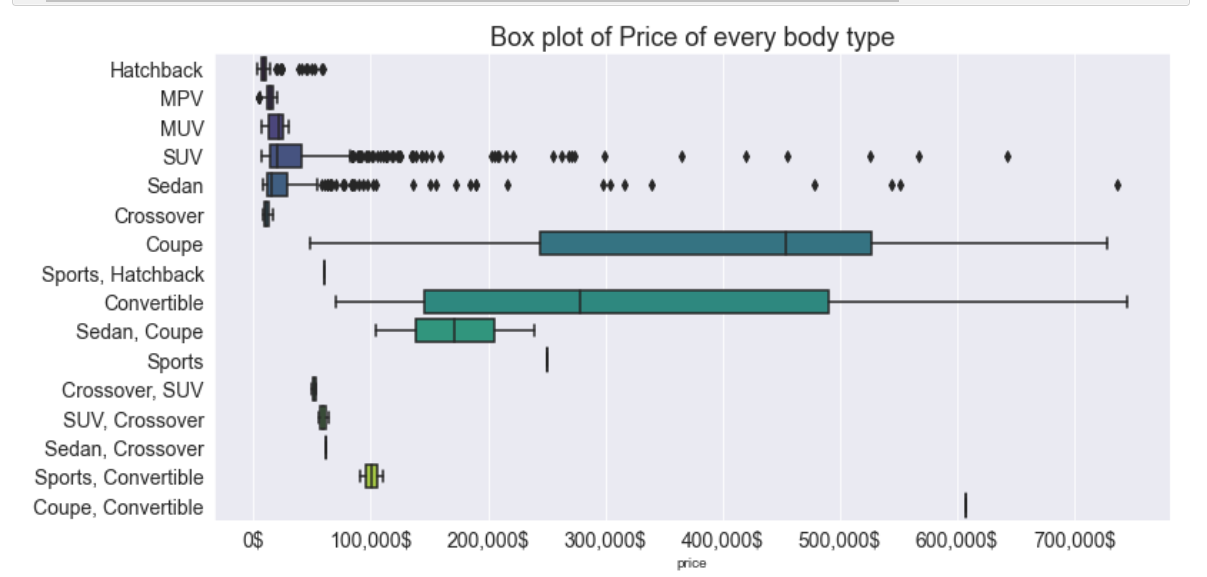 Box plot of Price of every body type
Hatchback
MPV
MUV
SUV
Sedan
Crossover
Coupe
Sports, Hatchback
Convertible
Sedan, Coupe
Sports
Crossover, SUV
SUV, Crossover
Sedan, Crossover
Sports, Convertible
Coupe, Convertible
0$ 100,000$ 200,000$ 300,000$ 400,000$ 500,000$ 600,000$ 700,000$
price